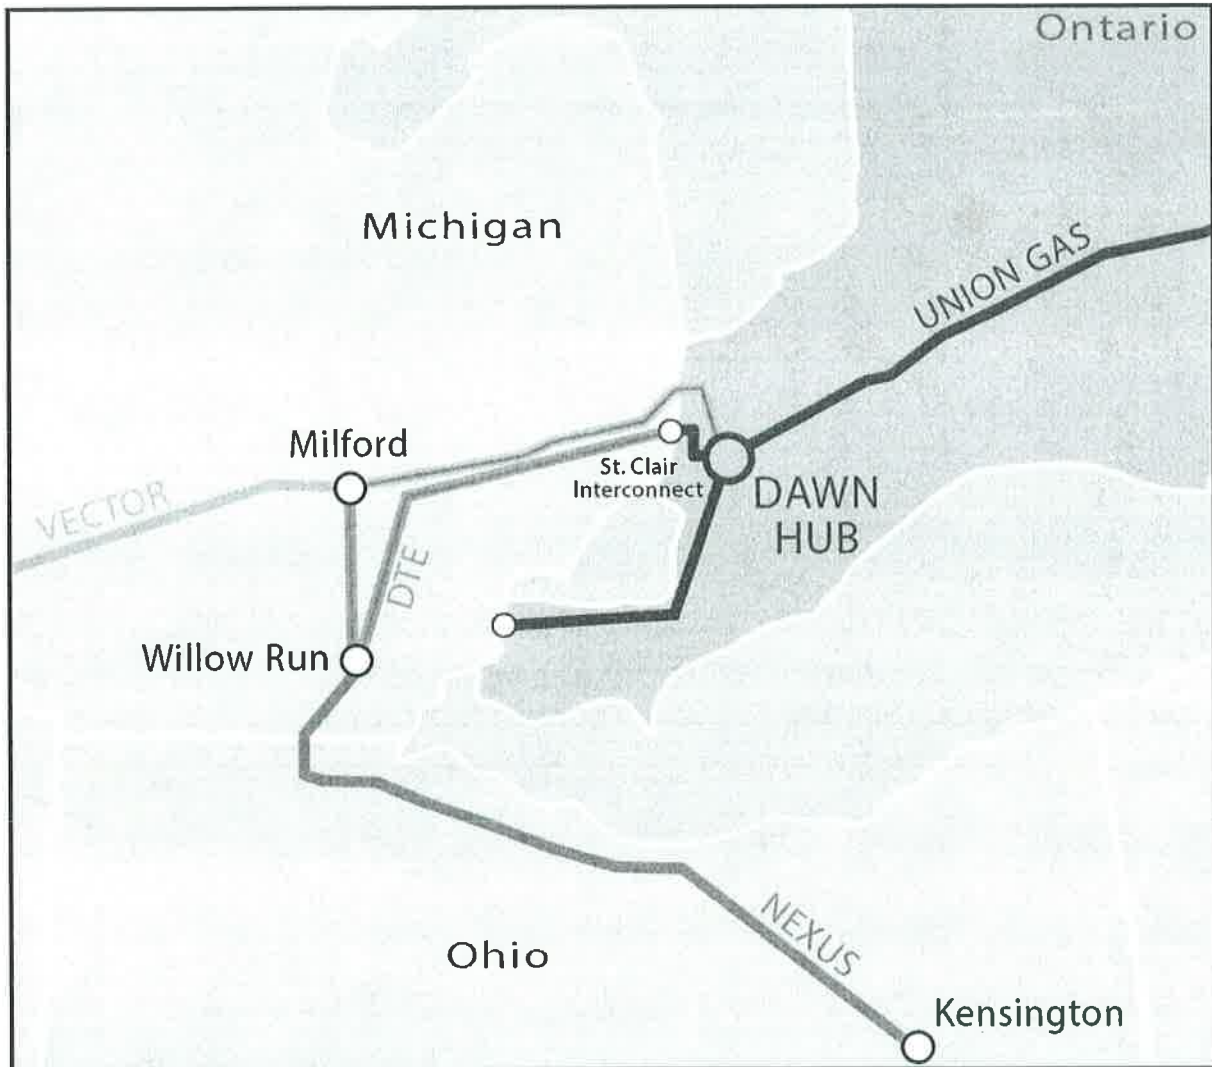 Ontario
Michigan
UNION GAS
Milford
St. Clair
Interconnect
DAWN
HUB
VECTOR
DTE
Willow Run
NEXUS
Ohio
Kensington